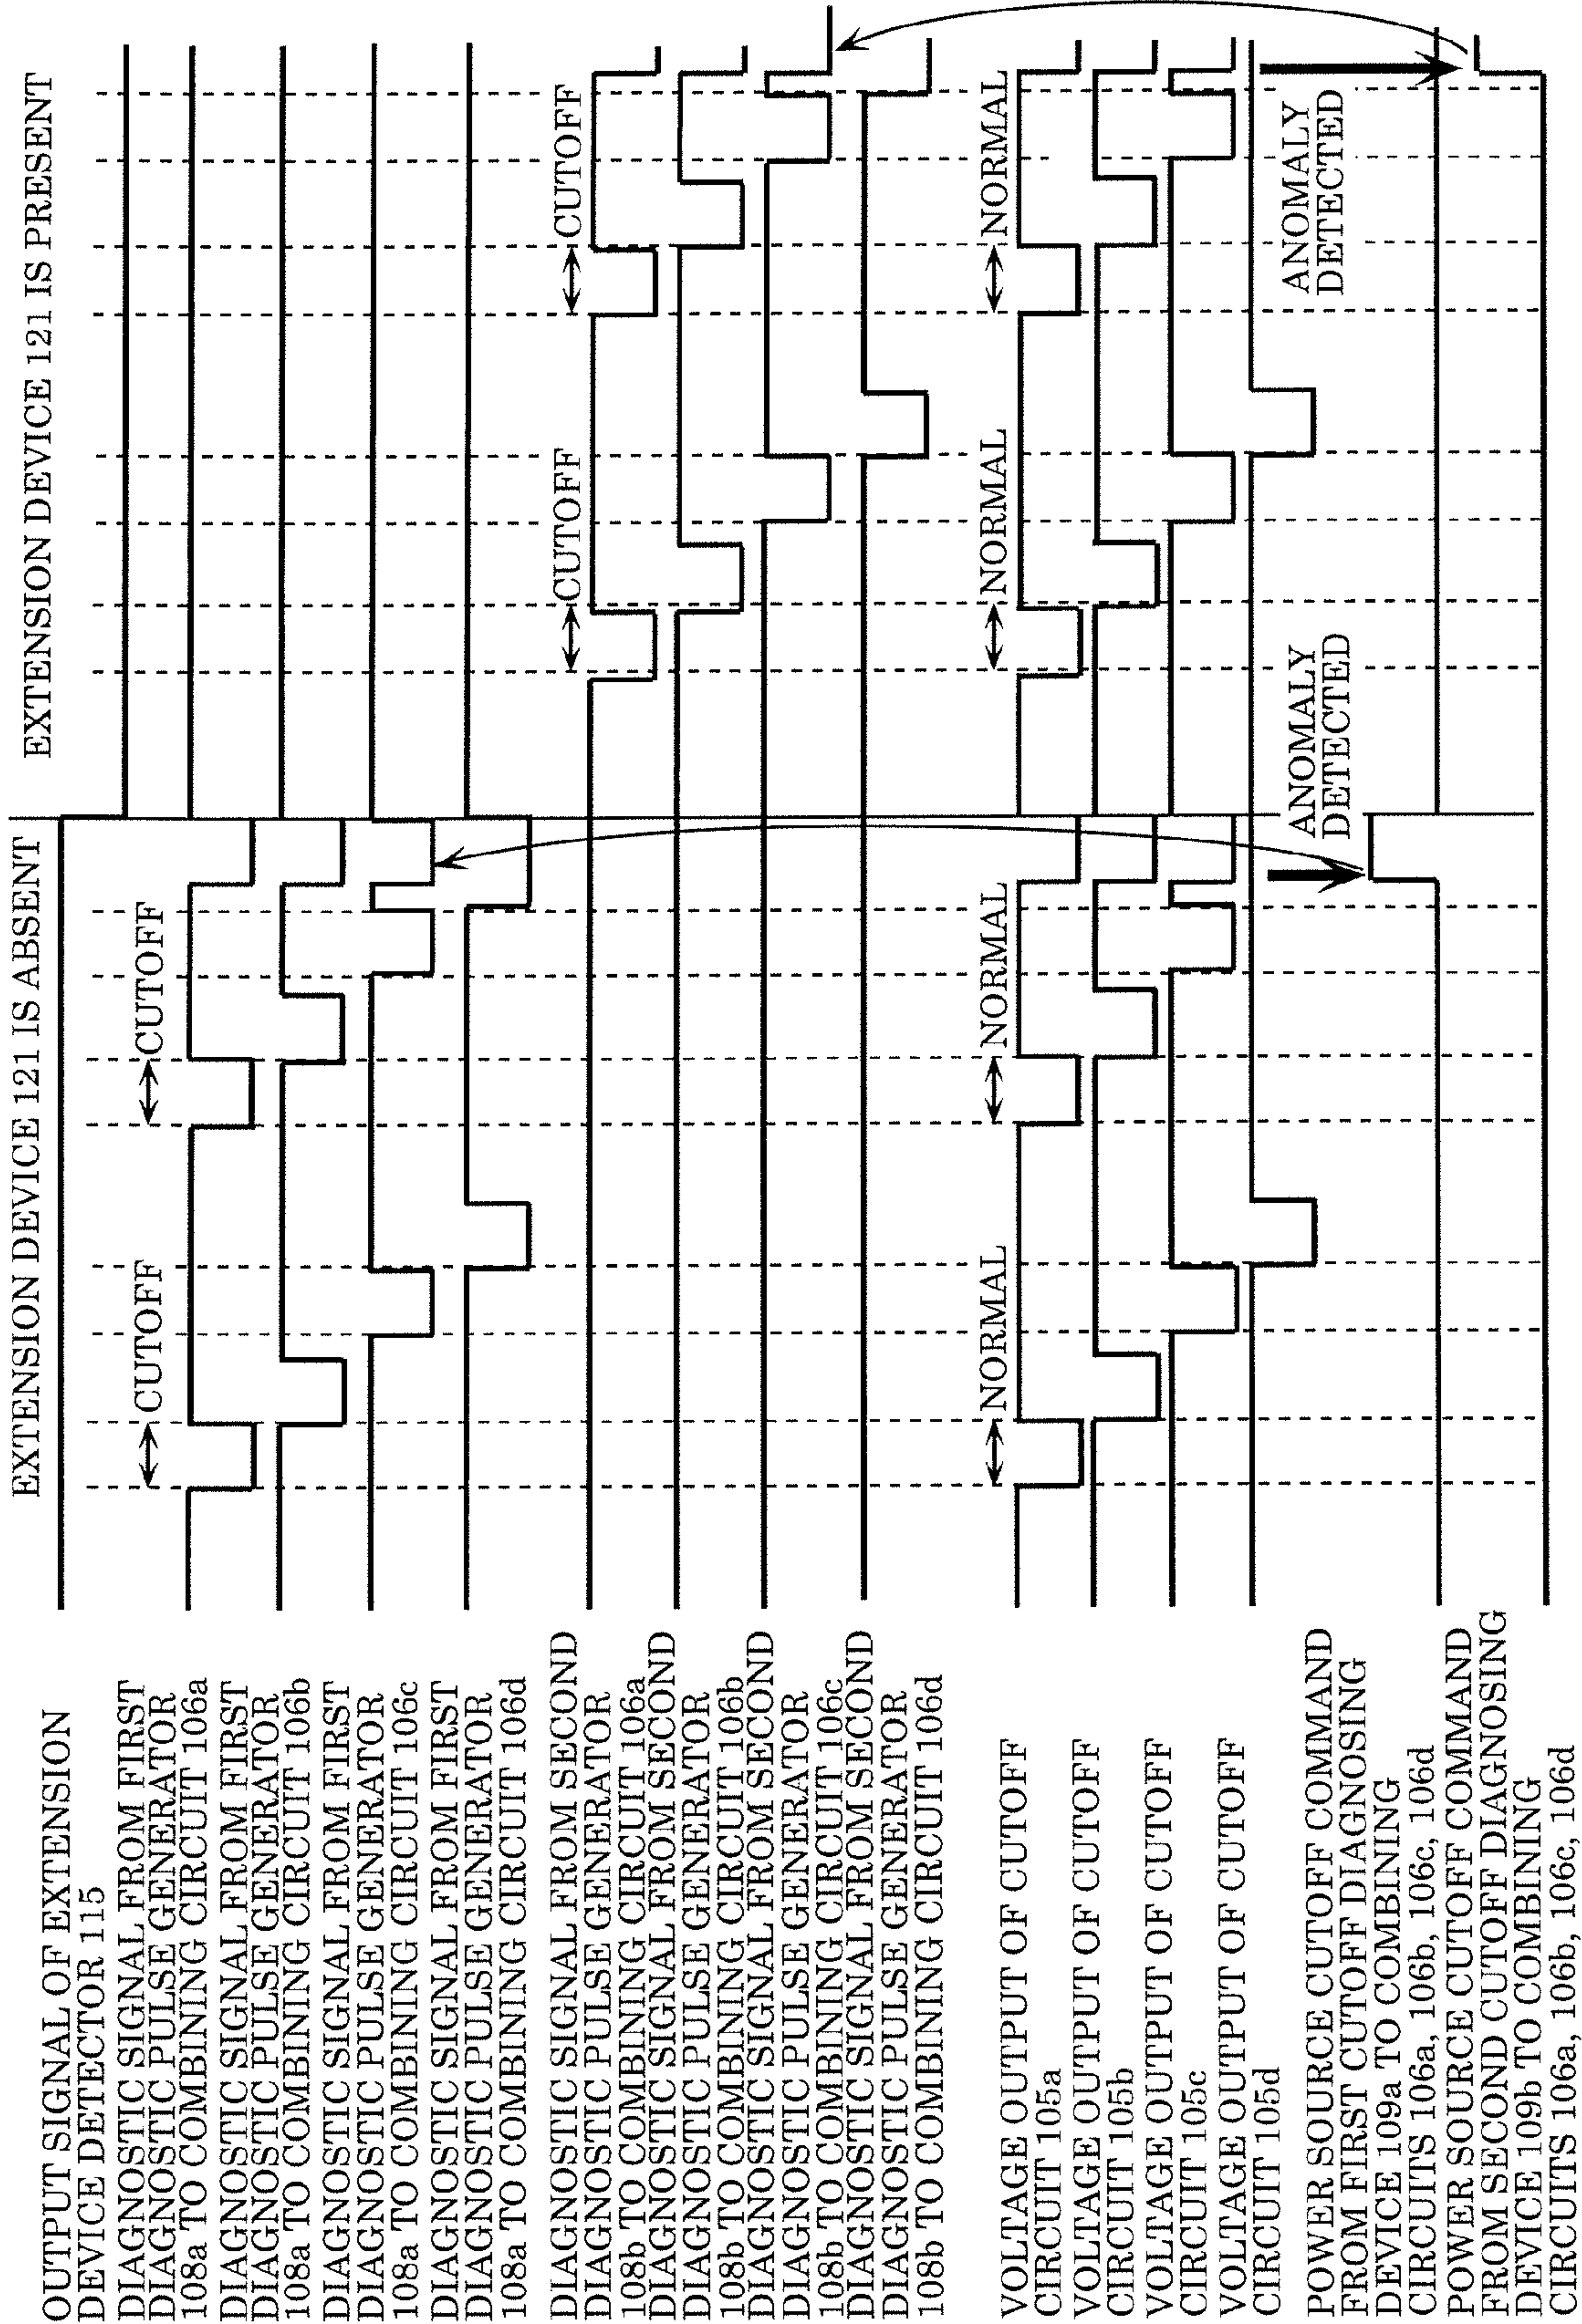 EXTENSION DEVICE 121 IS ABSENT
EXTENSION DEVICE 121 IS PRESENT
OUTPUT SIGNAL OF EXTENSION
DEVICE DETECTOR 115
DIAGNOSTIC SIGNAL FROM FIRST
DIAGNOSTIC PULSE GENERATOR
108a TO COMBINING CIRCUIT 106a
CUTOFF
CUTOFF
DIAGNOSTIC SIGNAL FROM FIRST
DIAGNOSTIC PULSE GENERATOR
108a TO COMBINING CIRCUIT 106b
DIAGNOSTIC SIGNAL FROM FIRST
DIAGNOSTIC PULSE GENERATOR
108a TO COMBINING CIRCUIT 106c
DIAGNOSTIC SIGNAL FROM FIRST
DIAGNOSTIC PULSE GENERATOR
108a TO COMBINING CIRCUIT 106d
DIAGNOSTIC SIGNAL FROM SECOND
DIAGNOSTIC PULSE GENERATOR
108b TO COMBINING CIRCUIT 106a
CUTOFF
CUTOFF
DIAGNOSTIC SIGNAL FROM SECOND
DIAGNOSTIC PULSE GENERATOR
108b TO COMBINING CIRCUIT 106b
DIAGNOSTIC SIGNAL FROM SECOND
DIAGNOSTIC PULSE GENERATOR
108b TO COMBINING CIRCUIT 106c
DIAGNOSTIC SIGNAL FROM SECOND
DIAGNOSTIC PULSE GENERATOR
108b TO COMBINING CIRCUIT 106d
VOLTAGE OUTPUT OF CUTOFF
CIRCUIT 105a
NORMAL
NORMAL
NORMAL
NORMAL
VOLTAGE OUTPUT OF CUTOFF
CIRCUIT 105b
VOLTAGE OUTPUT OF CUTOFF
CIRCUIT 105c
VOLTAGE OUTPUT OF CUTOFF
CIRCUIT 105d
ANOMALY
DETECTED
ANOMALY
DETECTED
POWER SOURCE CUTOFF COMMAND
FROM FIRST CUTOFF DIAGNOSING
DEVICE 109a TO COMBINING
CIRCUITS 106a, 106b, 106c, 106d
POWER SOURCE CUTOFF COMMAND
FROM SECOND CUTOFF DIAGNOSING
DEVICE 109b TO COMBINING
CIRCUITS 106a, 106b, 106c, 106d